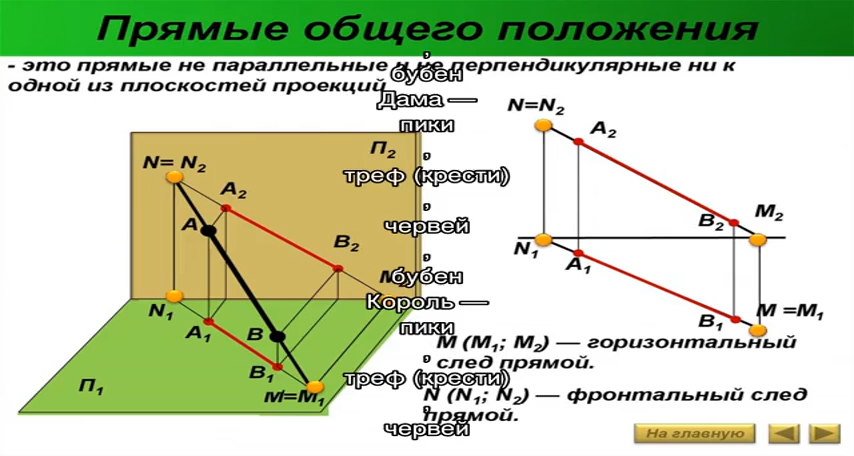 Прямые общего положения
- это прямые не параллельные и не перпендикулярные ни к
одной из плоскостей проекций
,
бубен
Дама —
пики
,
треф (крести)
,
червей
,
бубен
Король —
пики
,
треф (крести)
,
червей
П2
N= N2
A2
A
B2
M
N1
A1
B
B1
M=M1
П1
N=N2
A2
B2
M2
N1
A1
B1
M =M1
M (M1; M2) — горизонтальный
след прямой.
N (N1; N2) — фронтальный след
прямой.
На главную